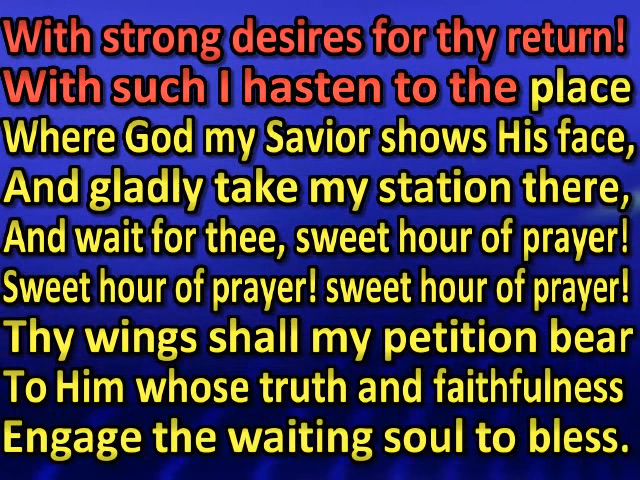 With strong desires for thy return!
With such I hasten to the place
Where God my Savior shows His face,
And gladly take my station there,
And wait for thee, sweet hour of prayer!
Sweet hour of prayer! sweet hour of prayer!
Thy wings shall my petition bear
To Him whose truth and faithfulness
Engage the waiting soul to bless.